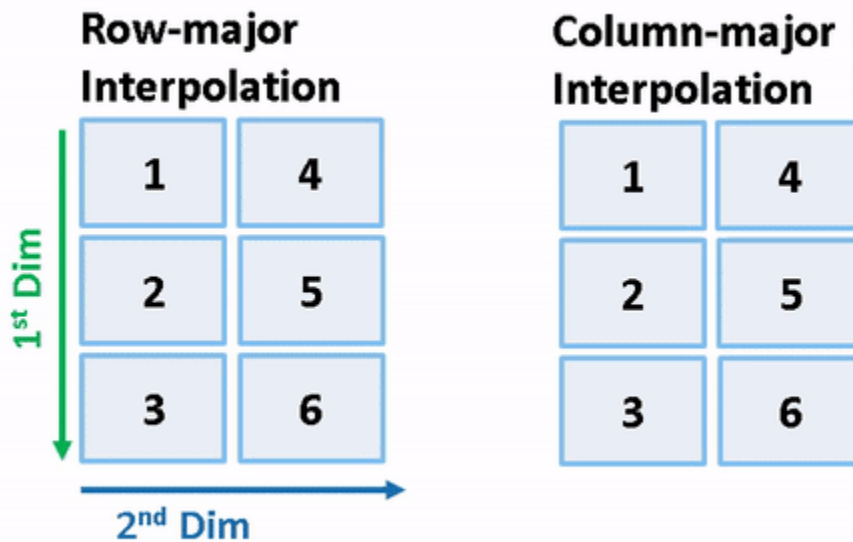 Row-major
Interpolation
Column-major
Interpolation
1 4
2 5
3 6
1st Dim
2nd Dim
1 4
2 5
3 6